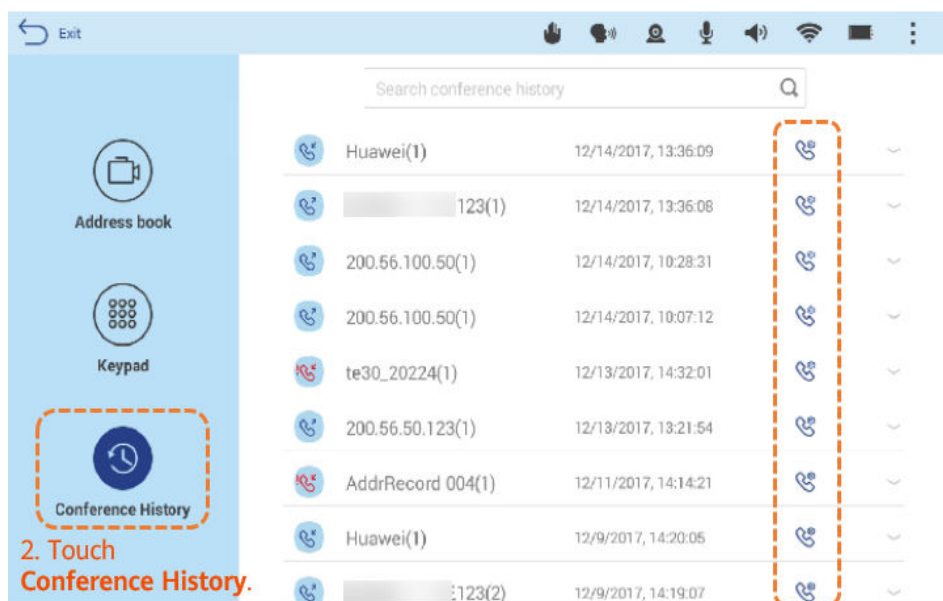 Exit
Search conference history
Huawei(1) 12/14/2017, 13:36:09
123(1) 12/14/2017, 13:36:08
200.56.100.50(1) 12/14/2017, 10:28:31
200.56.100.50(1) 12/14/2017, 10:07:12
te30_20224(1) 12/13/2017, 14:32:01
200.56.50.123(1) 12/13/2017, 13:21:54
AddrRecord 004(1) 12/11/2017, 14:14:21
Huawei(1) 12/9/2017, 14:20:05
:123(2) 12/9/2017, 14:19:07
Address book
Keypad
Conference History
2. Touch
Conference History.